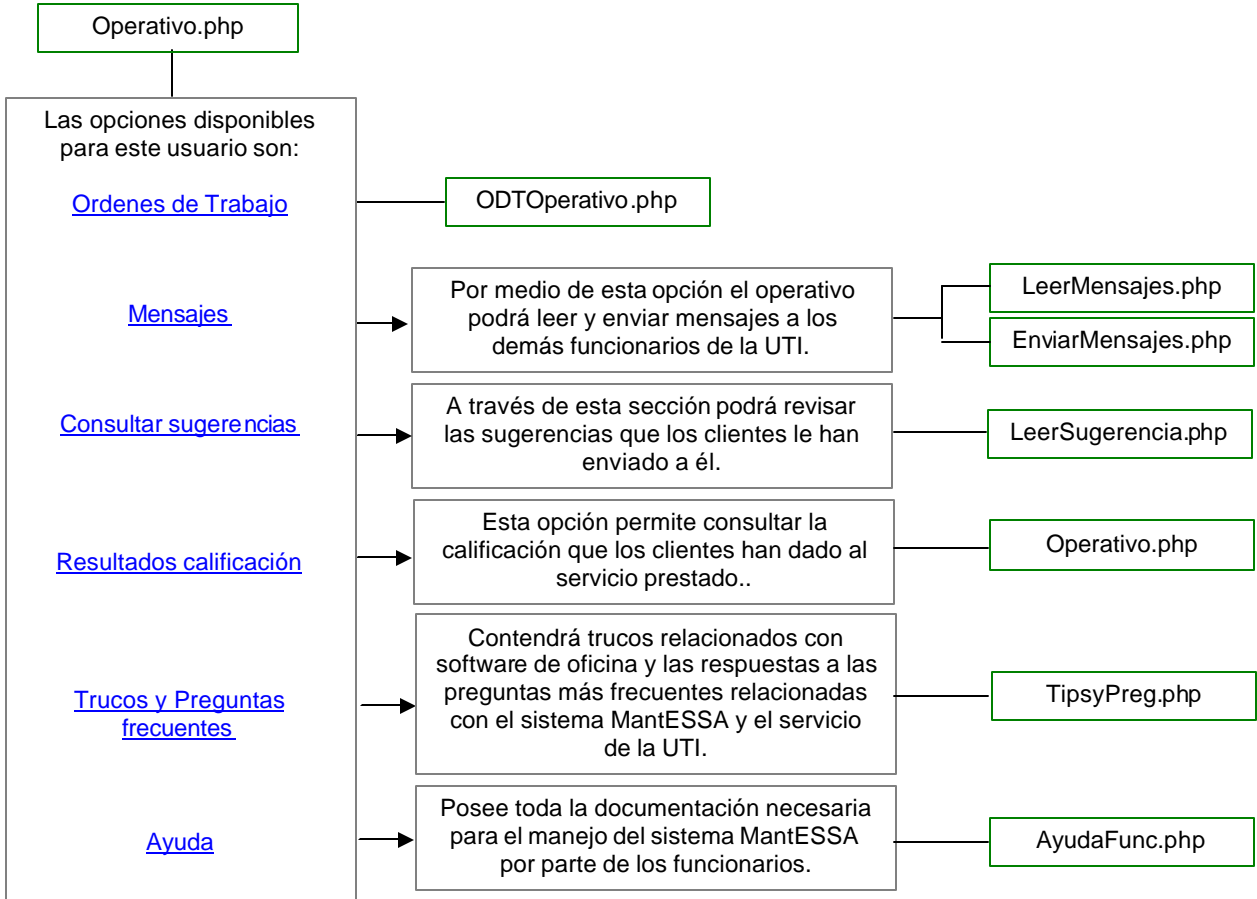 Operativo.php
Las opciones disponibles
para este usuario son:
Ordenes de Trabajo
ODTOperativo.php
Mensajes
Por medio de esta opción el operativo
podrá leer y enviar mensajes a los
demás funcionarios de la UTI.
LeerMensajes.php
EnviarMensajes.php
Consultar sugerencias
A través de esta sección podrá revisar
las sugerencias que los clientes le han
enviado a él.
LeerSugerencia.php
Resultados calificación
Esta opción permite consultar la
calificación que los clientes han dado al
servicio prestado..
Operativo.php
Trucos y Preguntas
frecuentes
Contendrá trucos relacionados con
software de oficina y las respuestas a las
preguntas más frecuentes relacionadas
con el sistema MantESSA y el servicio
de la UTI.
TipsyPreg.php
Ayuda
Posee toda la documentación necesaria
para el manejo del sistema MantESSA
por parte de los funcionarios.
AyudaFunc.php